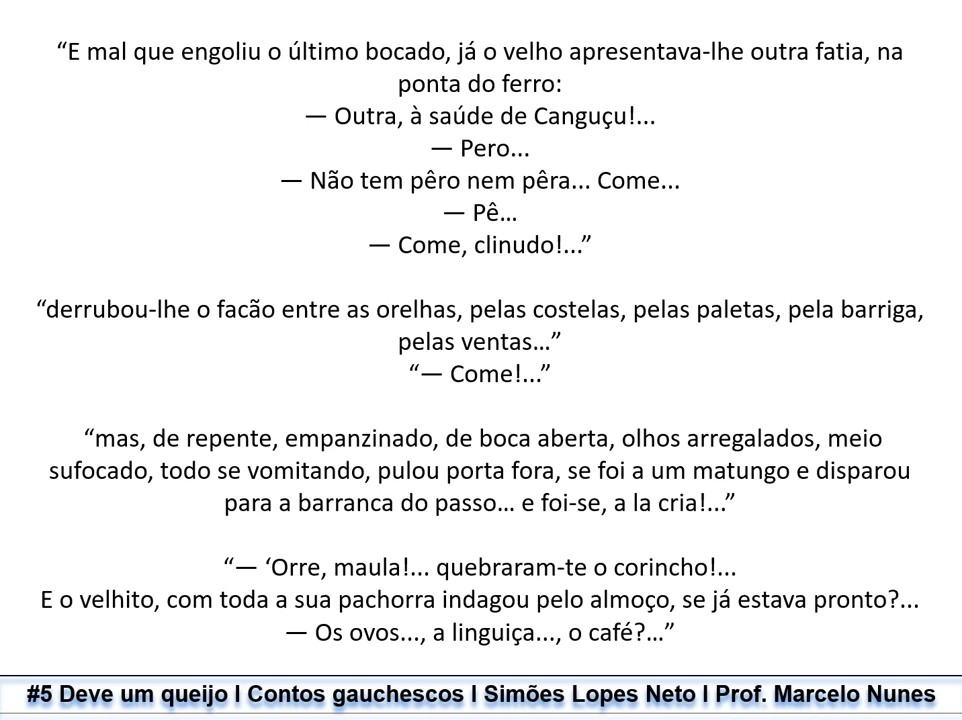 “E mal que engoliu o último bocado, já o velho apresentava-lhe outra fatia, na
ponta do ferro:
— Outra, à saúde de Canguçu!...
— Pero...
— Não tem pêro nem pêra... Come...
— Pê...
— Come, clinudo!...”
“derrubou-lhe o facão entre as orelhas, pelas costelas, pelas paletas, pela barriga,
pelas ventas...”
“— Come!...”
“mas, de repente, empanzinado, de boca aberta, olhos arregalados, meio
sufocado, todo se vomitando, pulou porta fora, se foi a um matungo e disparou
para a barranca do passo... e foi-se, a la cria!...”
“— ‘Orre, maula!... quebraram-te o corincho!...
E o velhito, com toda a sua pachorra indagou pelo almoço, se já estava pronto?...
— Os ovos..., a linguiça..., o café?...”
#5 Deve um queijo I Contos gauchescos I Simões Lopes Neto I Prof. Marcelo Nunes